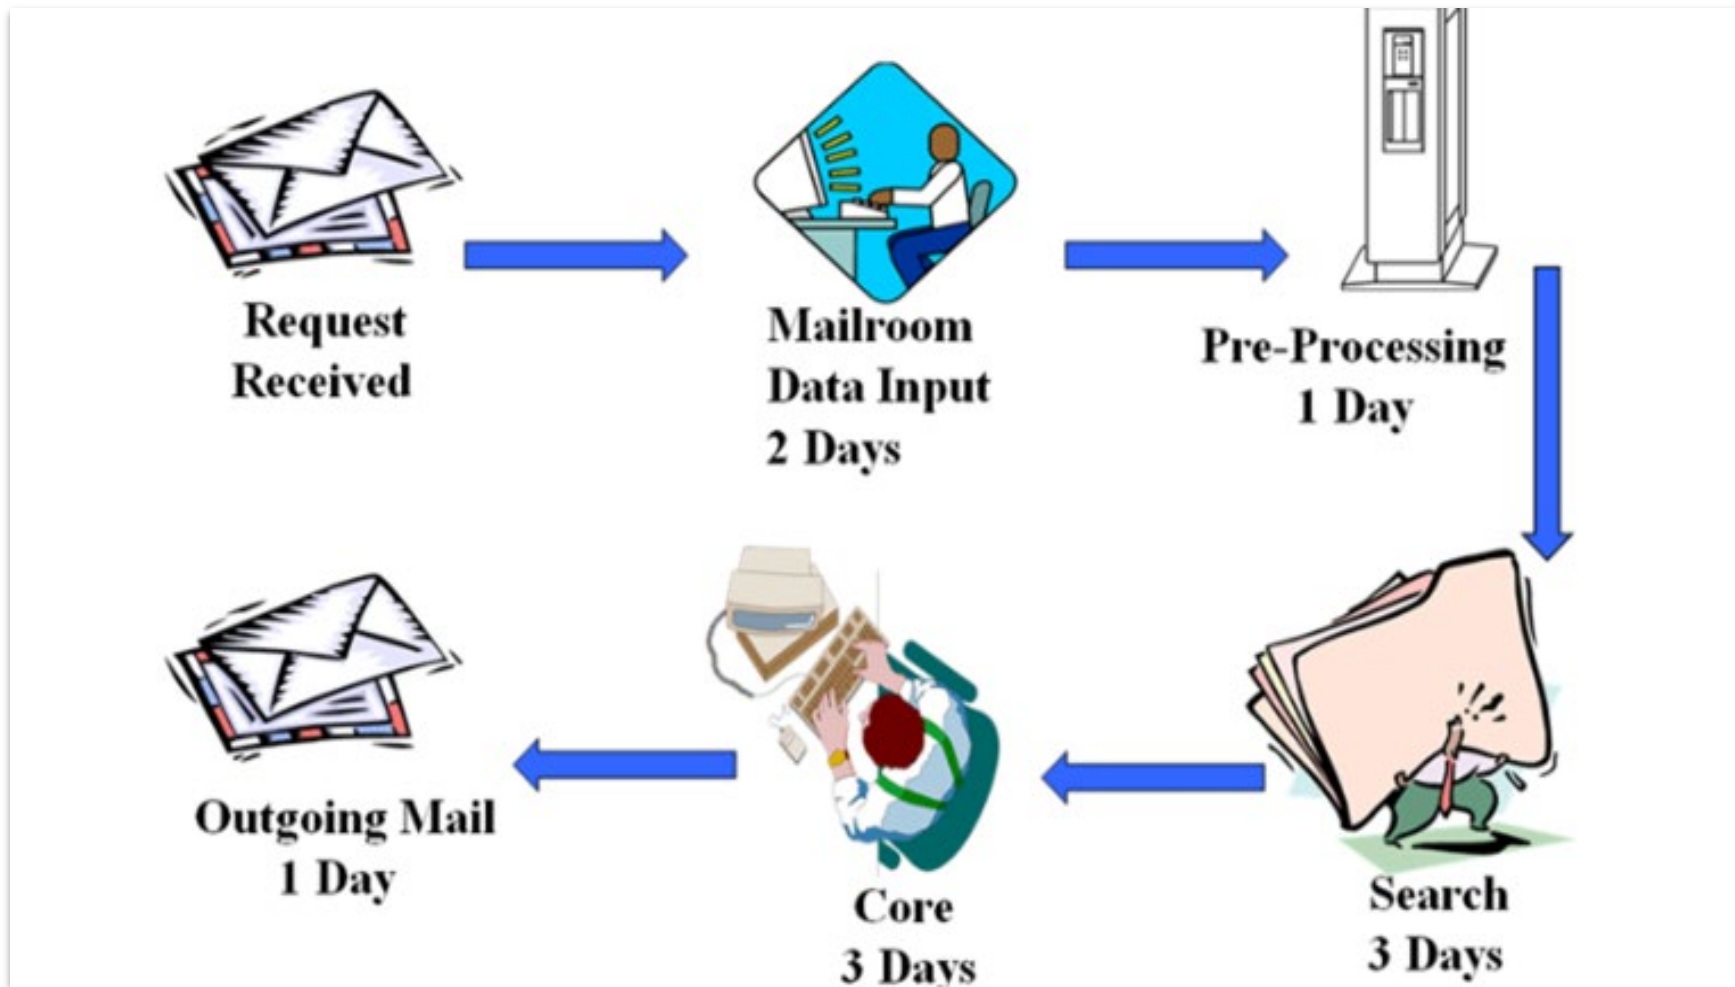 Request
Received
Mailroom
Data Input
2 Days
Pre-Processing
1 Day
Search
3 Days
Core
3 Days
Outgoing Mail
1 Day